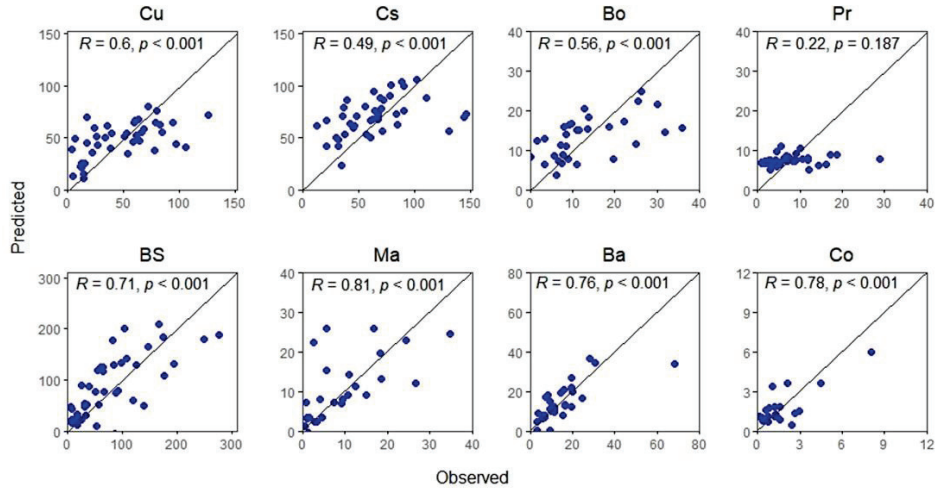 Cu Cs Bo Pr
R = 0.6, p < 0.001 R = 0.49, p < 0.001 R = 0.56, p < 0.001 R = 0.22, p = 0.187
150 150 40 40
30 30
100 100
20 20
50 50
10 10
0 0 0 0
0 50 100 150 0 50 100 150 0 10 20 30 40 0 10 20 30 40
Predicted
BS Ma Ba Co
R = 0.71, p < 0.001 R = 0.81, p < 0.001 R = 0.76, p < 0.001 R = 0.78, p < 0.001
300 40 80 12
30 60 9
200
20 40 6
100
10 20 3
0 0 0 0
0 100 200 300 0 10 20 30 40 0 20 40 60 80 0 3 6 9 12
Observed